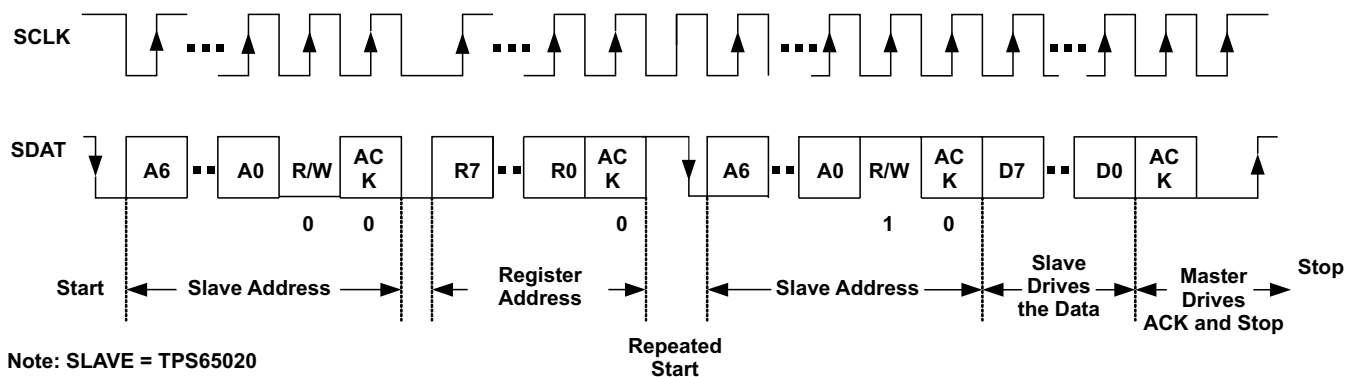 SCLK
SDAT
A6
A0
R/W
AC
K
R7
R0
AC
K
A6
A0
R/W
AC
K
D7
D0
AC
K
0
0
0
1
0
Start
Slave Address
Register
Address
Repeated
Start
Slave Address
Slave
Drives
the Data
Master
Drives
ACK and Stop
Stop
Note: SLAVE = TPS65020